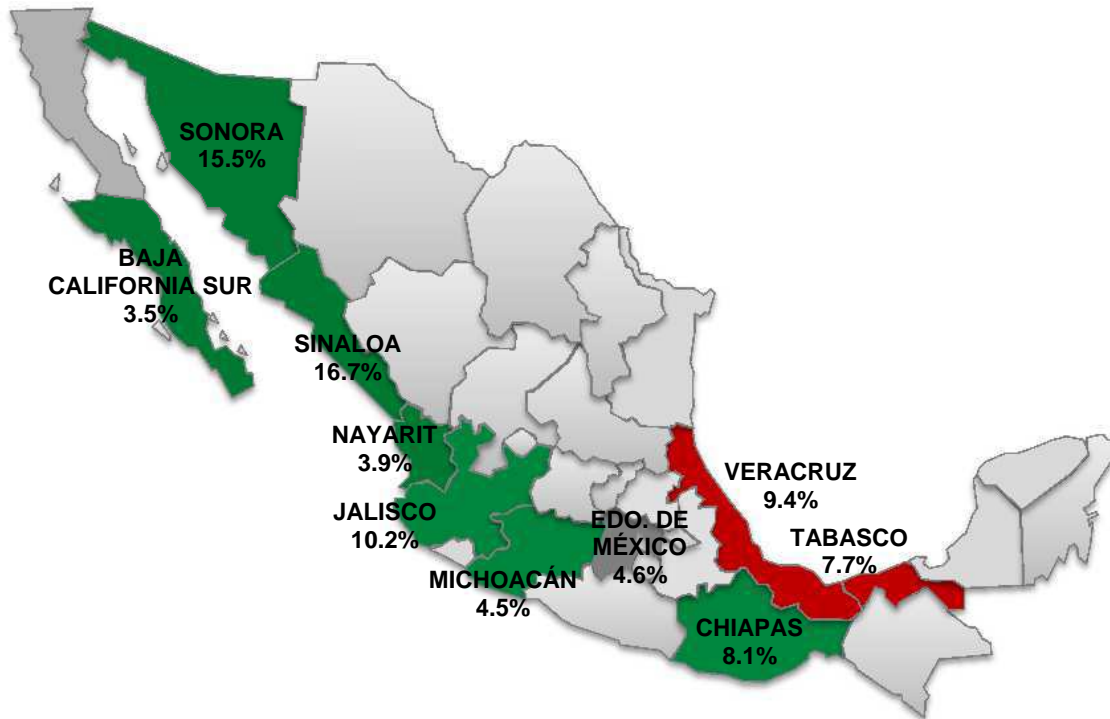 SONORA
15.5%
BAJA
CALIFORNIA SUR
3.5%
SINALOA
16.7%
NAYARIT
3.9%
JALISCO
10.2%
MICHOACÁN
4.5%
EDO. DE
MÉXICO
4.6%
VERACRUZ
9.4%
TABASCO
7.7%
CHIAPAS
8.1%